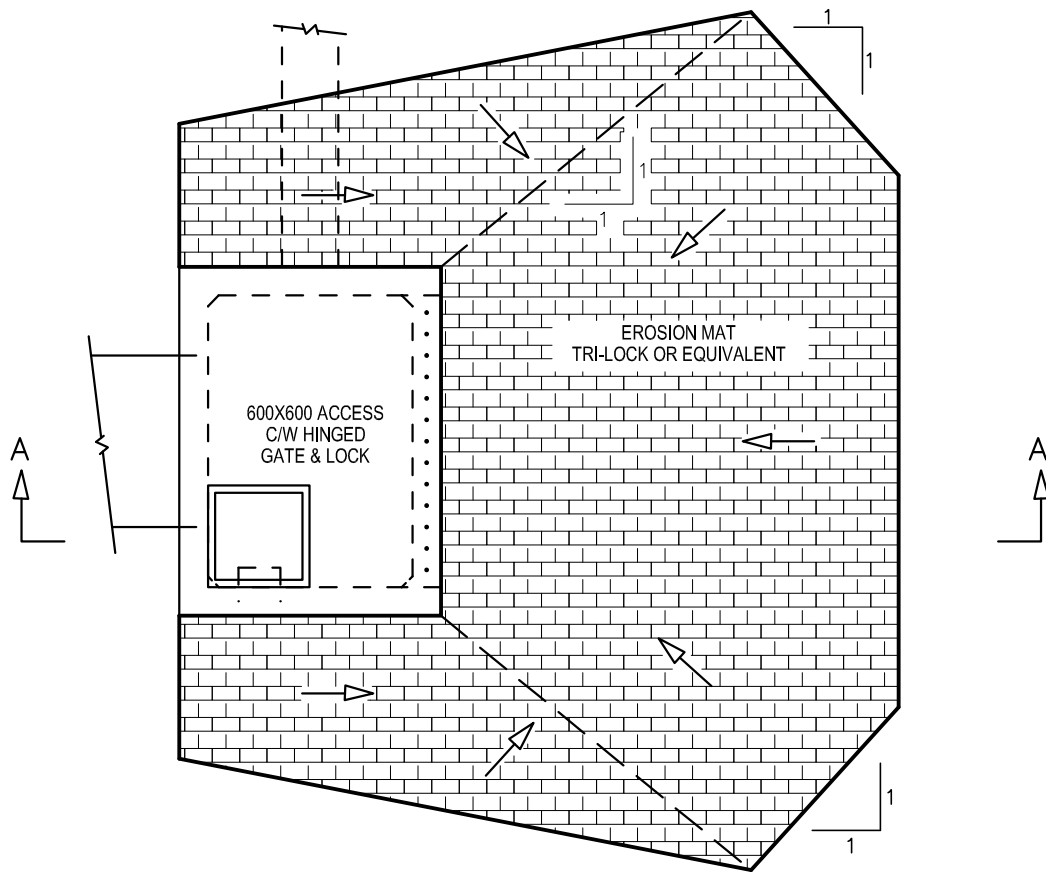 1
1
1
1
EROSION MAT
TRI-LOCK OR EQUIVALENT
600X600 ACCESS
C/W HINGED
GATE & LOCK
A
A
1
1